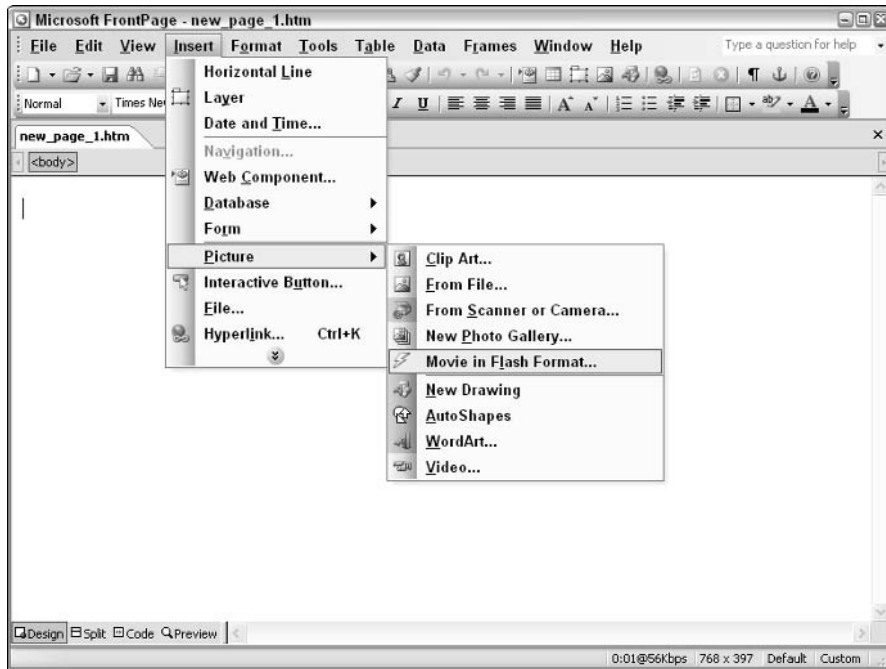 Microsoft FrontPage - new_page_1.htm
File Edit View Insert Format Tools Table Data Frames Window Help Type a question for help
Normal Times Ne
new_page_1.htm
<body>
Horizontal Line
Layer
Date and Time...
Navigation...
Web Component...
Database
Form
Picture
Interactive Button...
File...
Hyperlink... Ctrl+K
Clip Art...
From File...
From Scanner or Camera...
New Photo Gallery...
Movie in Flash Format...
New Drawing
AutoShapes
WordArt...
Video...
Design Split Code Preview
0:01@56Kbps 768 x 397 Default Custom